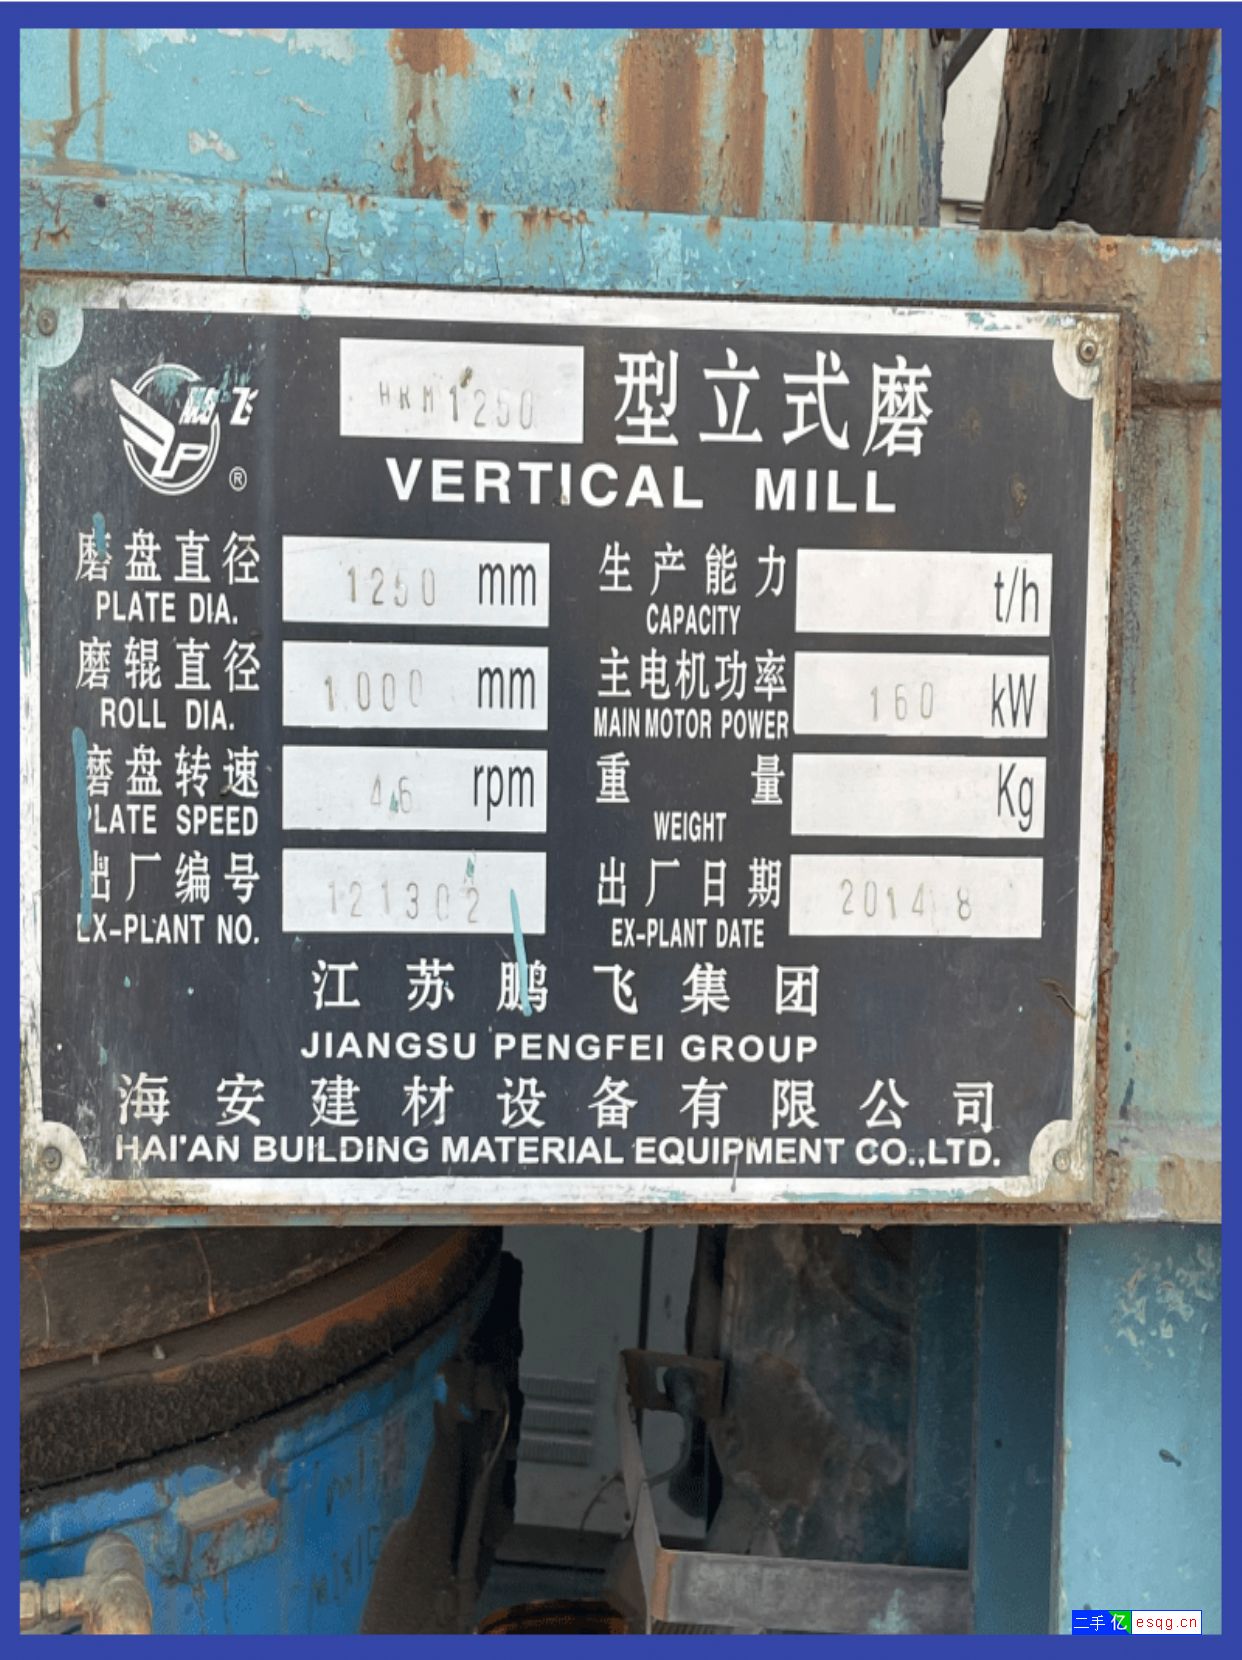 HRM1250 型立式磨
®
VERTICAL MILL
磨盘直径 1250 mm 生产能力 t/h
PLATE DIA. CAPACITY
磨辊直径 1000 mm 主电机功率 160 kW
ROLL DIA. MAIN MOTOR POWER
磨盘转速 46 rpm 重量 Kg
PLATE SPEED WEIGHT
出厂编号 121302 出厂日期 2014 8
EX-PLANT NO. EX-PLANT DATE
江苏鹏飞集团
JIANGSU PENGFEI GROUP
海安建材设备有限公司
HAI'AN BUILDING MATERIAL EQUIPMENT CO.,LTD.
二手亿 esqg.cn